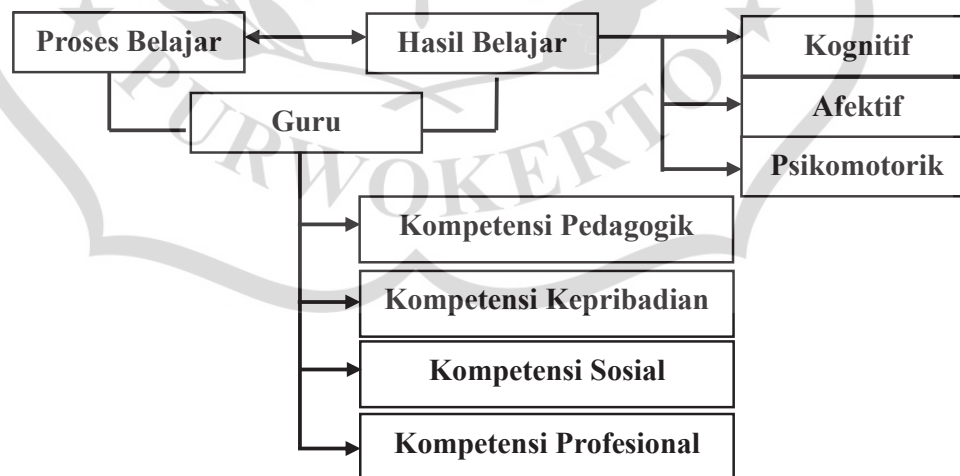 Proses Belajar
Hasil Belajar
Kognitif
Afektif
Psikomotorik
Guru
PURWOKERTO
Kompetensi Pedagogik
Kompetensi Kepribadian
Kompetensi Sosial
Kompetensi Profesional